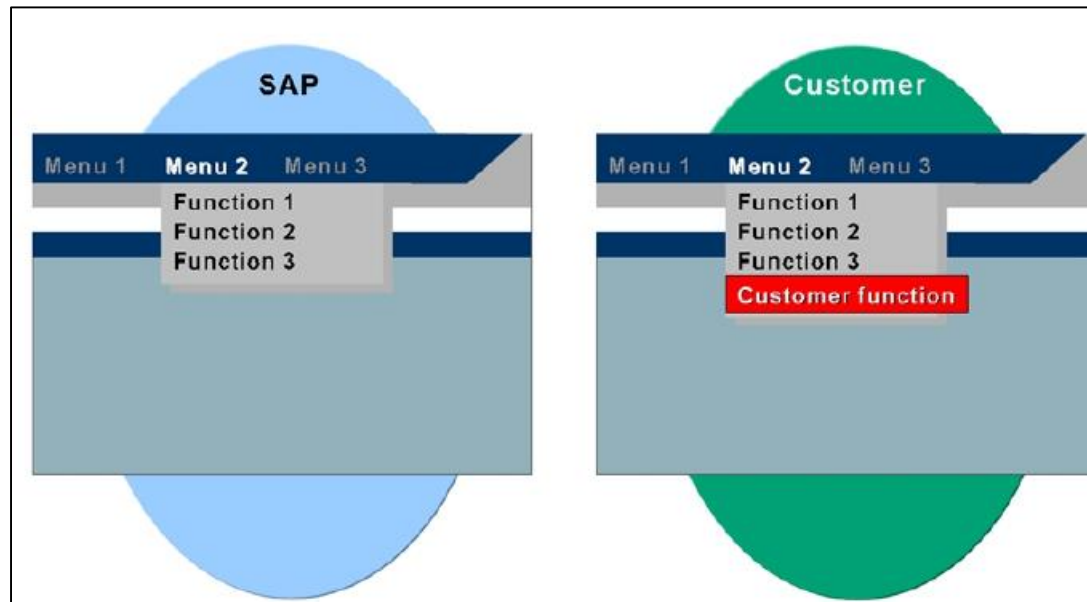 SAP
Menu 1 Menu 2 Menu 3
Function 1
Function 2
Function 3
Customer
Menu 1 Menu 2 Menu 3
Function 1
Function 2
Function 3
Customer function